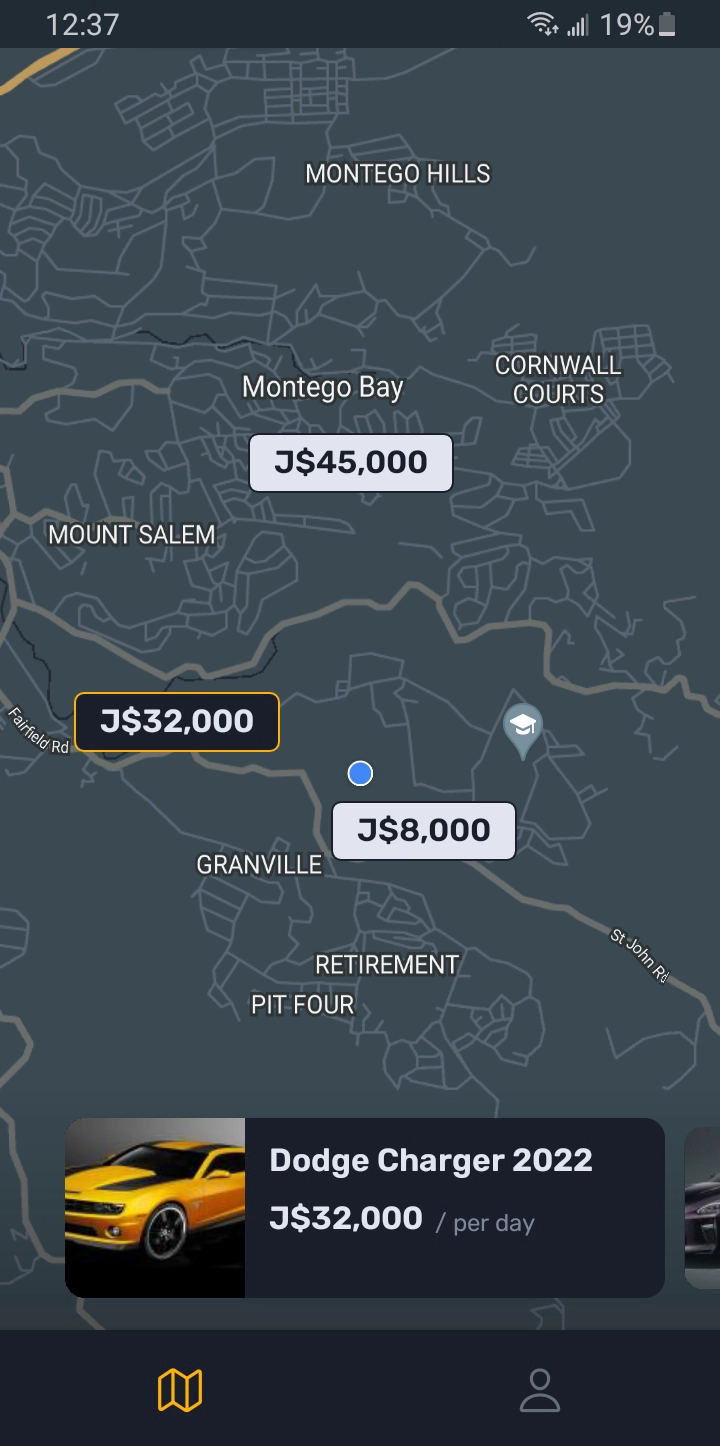 12:37
19%
MONTEGO HILLS
CORNWALL
COURTS
Montego Bay
J$45,000
MOUNT SALEM
J$32,000
Fairfield Rd
J$8,000
GRANVILLE
St John Rd
RETIREMENT
PIT FOUR
Dodge Charger 2022
J$32,000 / per day